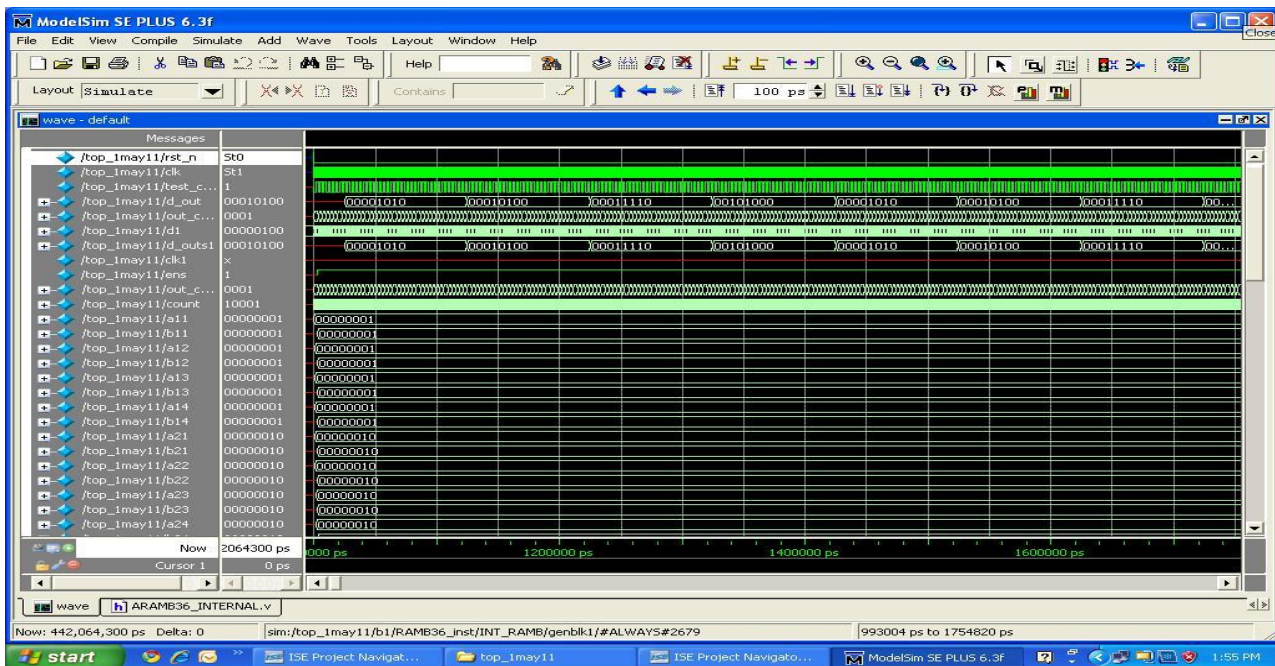 ModelSim SE PLUS 6.3f
Close
File Edit View Compile Simulate Add Wave Tools Layout Window Help
Help
Layout Simulate
Contains
100 ps
wave - default
Messages
/top_1may11/rst_n St0
/top_1may11/clk St1
/top_1may11/test_c... 1
/top_1may11/d_out 00010100 00001010 00010100 00011110 00101000 00001010 00010100 00011110 00...
/top_1may11/out_c... 0001
/top_1may11/d1 00000100
/top_1may11/d_outs1 00010100 00001010 00010100 00011110 00101000 00001010 00010100 00011110 00...
/top_1may11/clk1 x
/top_1may11/ens 1
/top_1may11/out_c... 0001
/top_1may11/count 10001
/top_1may11/a11 00000001 00000001
/top_1may11/b11 00000001 00000001
/top_1may11/a12 00000001 00000001
/top_1may11/b12 00000001 00000001
/top_1may11/a13 00000001 00000001
/top_1may11/b13 00000001 00000001
/top_1may11/a14 00000001 00000001
/top_1may11/b14 00000001 00000001
/top_1may11/a21 00000010 00000010
/top_1may11/b21 00000010 00000010
/top_1may11/a22 00000010 00000010
/top_1may11/b22 00000010 00000010
/top_1may11/a23 00000010 00000010
/top_1may11/b23 00000010 00000010
/top_1may11/a24 00000010 00000010
Now 2064300 ps 000 ps 1200000 ps 1400000 ps 1600000 ps
Cursor 1 0 ps
wave ARAMB36_INTERNAL.v
Now: 442,064,300 ps Delta: 0 sim:/top_1may11/b1/RAMB36_inst/INT_RAMB/genblk1/#ALWAYS#2679 993004 ps to 1754820 ps
start ISE Project Navigat... top_1may11 ISE Project Navigato... ModelSim SE PLUS 6.3f 1:55 PM